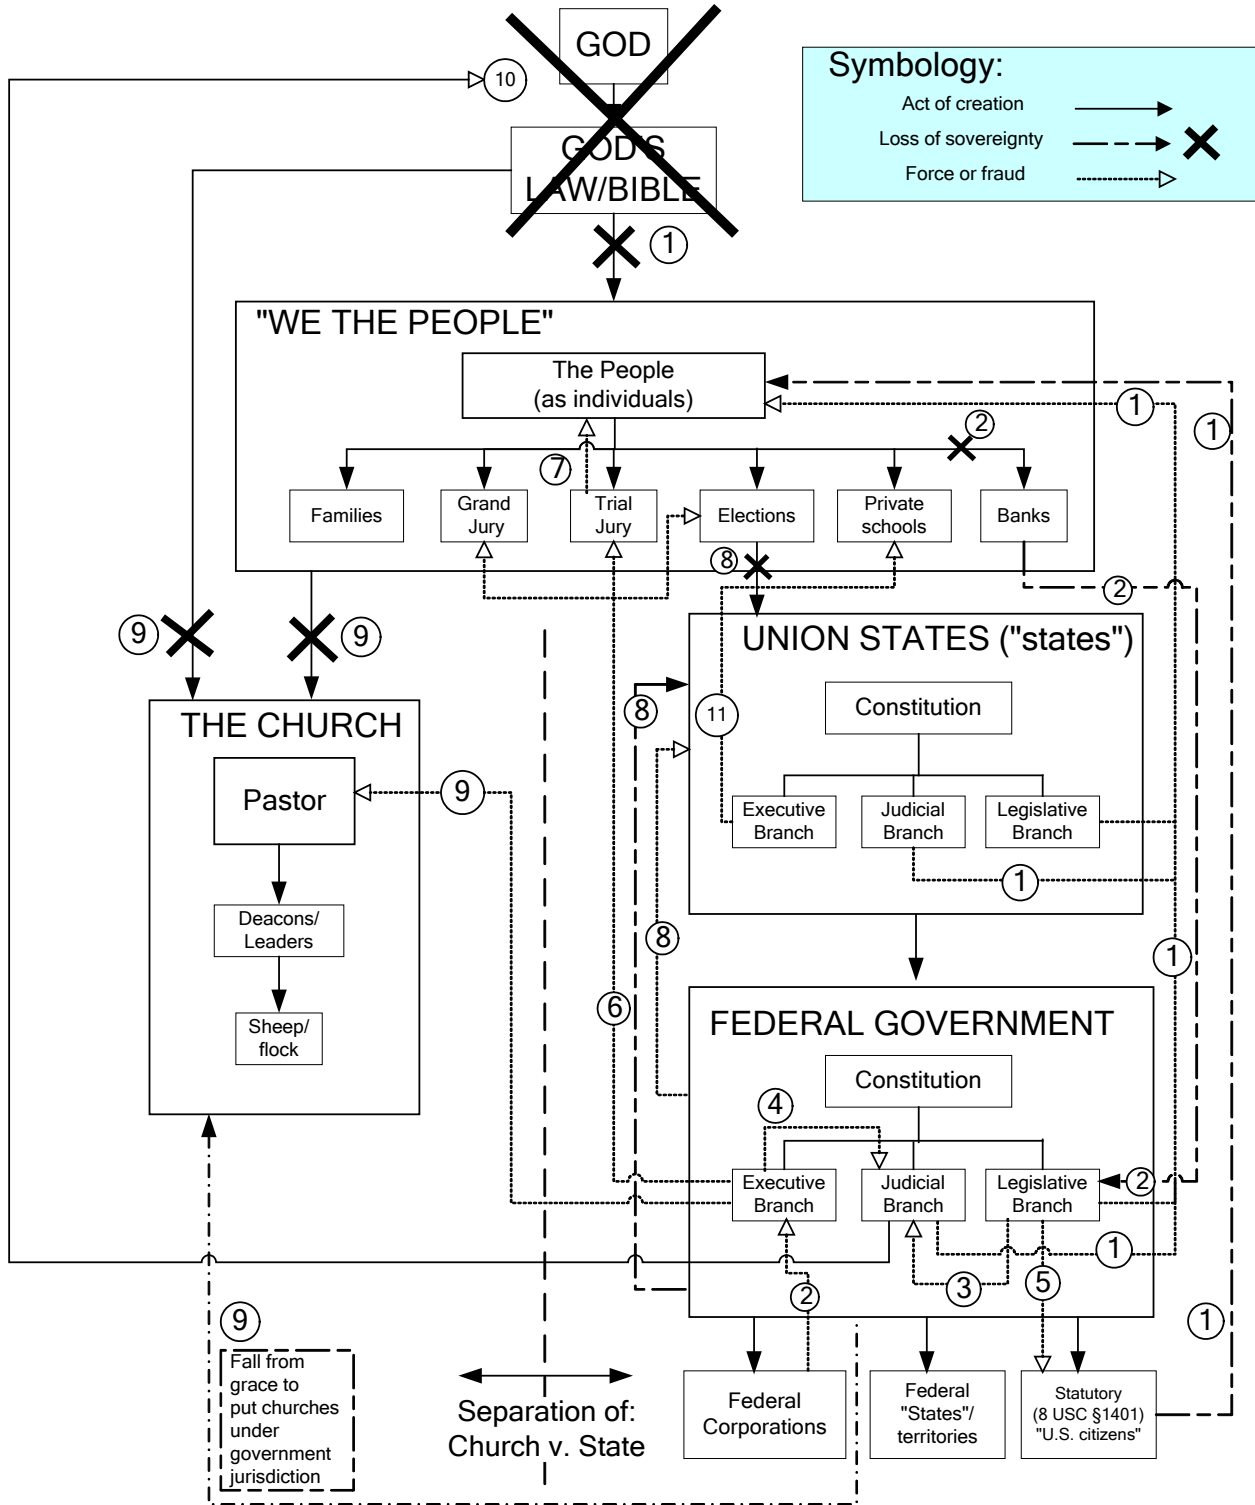 GOD
10
GOD'S
LAW/BIBLE
1
Symbology:
Act of creation
Loss of sovereignty
Force or fraud
"WE THE PEOPLE"
The People
(as individuals)
1
1
2
7
Families
Grand
Jury
Trial
Jury
Elections
Private
schools
Banks
8
2
9
9
UNION STATES ("states")
8
11
Constitution
Executive
Branch
Judicial
Branch
Legislative
Branch
1
THE CHURCH
Pastor
9
Deacons/
Leaders
Sheep/
flock
8
1
6
FEDERAL GOVERNMENT
Constitution
4
Executive
Branch
Judicial
Branch
Legislative
Branch
2
1
2
3
5
1
9
Fall from
grace to
put churches
under
government
jurisdiction
Separation of:
Church v. State
Federal
Corporations
Federal
"States"/
territories
Statutory
(8 USC §1401)
"U.S. citizens"